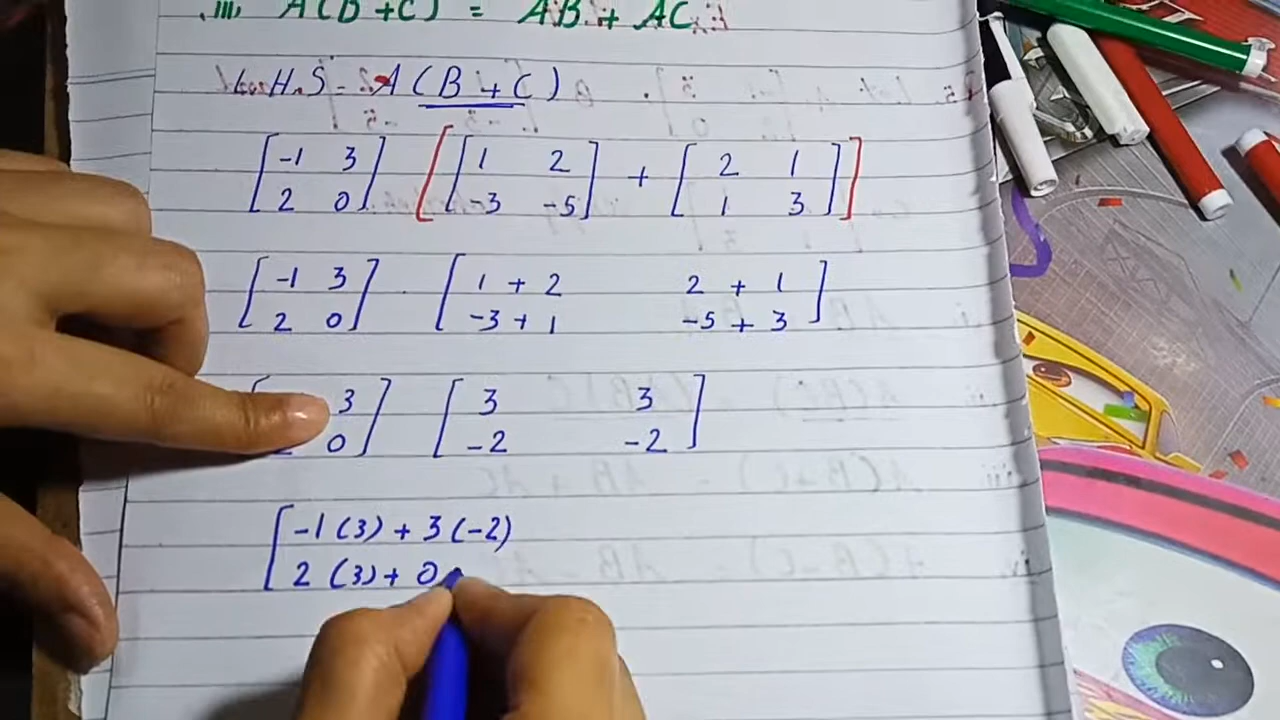 iii A(B+C) = AB + AC
L.H.S = A(B+C)
[-1 3] [[1 2] + [2 1]]
[2 0] [-3 -5] [1 3]
[-1 3] [1+2 2+1]
[2 0] [-3+1 -5+3]
3] [3 3]
0] [-2 -2]
[-1(3)+3(-2)
2(3)+0